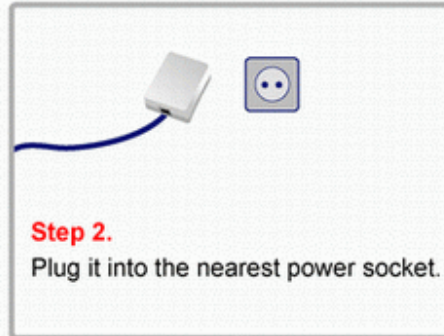 Step 2.
Plug it into the nearest power socket.